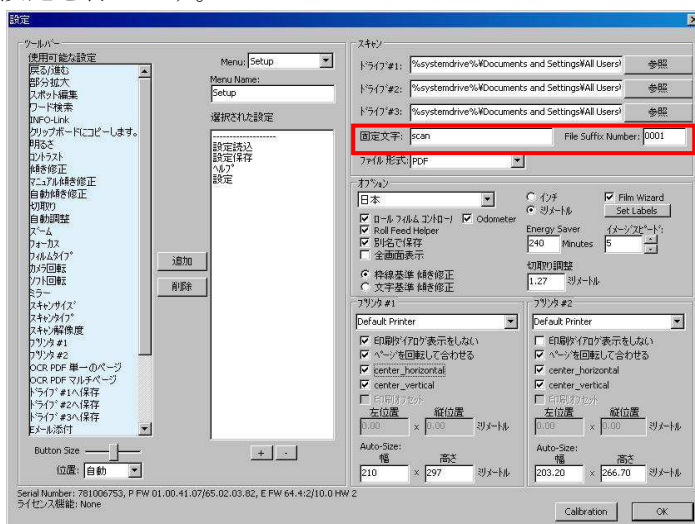 設定
ツールバー
使用可能な設定
戻る/進む
部分拡大
スポット編集
ワード検索
INFO-Link
クリップボードにコピーします。
明るさ
コントラスト
傾き修正
マニュアル傾き修正
自動傾き修正
切取り
自動調整
ズーム
フォーカス
フィルムタイプ
カメラ回転
ソフト回転
ミラー
スキャンサイズ
スキャンタイプ
スキャン解像度
プリンタ #1
プリンタ #2
OCR PDF 単一のページ
OCR PDF マルチページ
ドライブ #1へ保存
ドライブ #2へ保存
ドライブ #3へ保存
Eメール添付
Button Size
位置: 自動
追加
削除
Menu: Setup
Menu Name:
Setup
選択された設定
-------------------
設定読込
設定保存
ヘルプ
設定
+ -
スキャン
ドライブ#1: %systemdrive%¥Documents and Settings¥All Users¥ 参照
ドライブ#2: %systemdrive%¥Documents and Settings¥All Users¥ 参照
ドライブ#3: %systemdrive%¥Documents and Settings¥All Users¥ 参照
固定文字: scan File Suffix Number: 0001
ファイル形式: PDF
オプション
日本
ロール フィルム コントロール Odometer
Roll Feed Helper
別名で保存
全画面表示
枠線基準 傾き修正
文字基準 傾き修正
インチ
ミリメートル
Film Wizard
Set Labels
Energy Saver
240 Minutes
イメージスピード:
5
切取り調整
1.27 ミリメートル
プリンタ #1
Default Printer
印刷ダイアログ表示をしない
ページを回転して合わせる
center_horizontal
center_vertical
印刷オフセット
左位置 縦位置
0.00 x 0.00 ミリメートル
Auto-Size:
幅 高さ
210 x 297 ミリメートル
プリンタ #2
Default Printer
印刷ダイアログ表示をしない
ページを回転して合わせる
center_horizontal
center_vertical
印刷オフセット
左位置 縦位置
0.00 x 0.00 ミリメートル
Auto-Size:
幅 高さ
203.20 x 266.70 ミリメートル
Serial Number: 781006753, P FW 01.00.41.07/65.02.03.82, E FW 64.4:2/10.0 HW 2
ライセンス機能: None
Calibration OK